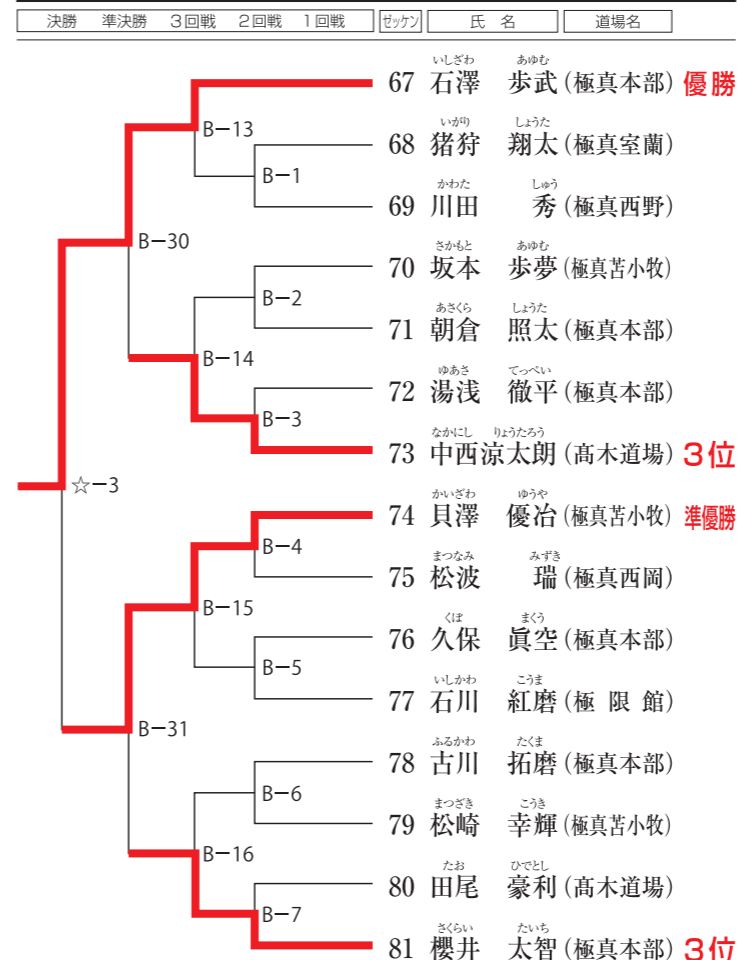 決勝 準決勝 3回戦 2回戦 1回戦 ゼッケン 氏 名 道場名
いしざわ あゆむ
67 石澤 歩武 (極真本部) 優勝
B-13
いがり しょうた
68 猪狩 翔太 (極真室蘭)
B-1
かわた しゅう
69 川田 秀 (極真西野)
B-30
さかもと あゆむ
70 坂本 歩夢 (極真苫小牧)
B-2
あさくら しょうた
71 朝倉 照太 (極真本部)
B-14
ゆあさ てっぺい
72 湯浅 徹平 (極真本部)
B-3
なかにし りょうたろう
73 中西涼太朗 (髙木道場) 3位
☆-3
かいざわ ゆうや
74 貝澤 優冶 (極真苫小牧) 準優勝
B-4
まつなみ みずき
75 松波 瑞 (極真西岡)
B-15
くぼ まくう
76 久保 眞空 (極真本部)
B-5
いしかわ こうま
77 石川 紅磨 (極 限 館)
B-31
ふるかわ たくま
78 古川 拓磨 (極真本部)
B-6
まつざき こうき
79 松崎 幸輝 (極真苫小牧)
B-16
たお ひでとし
80 田尾 豪利 (髙木道場)
B-7
さくらい たいち
81 櫻井 太智 (極真本部) 3位